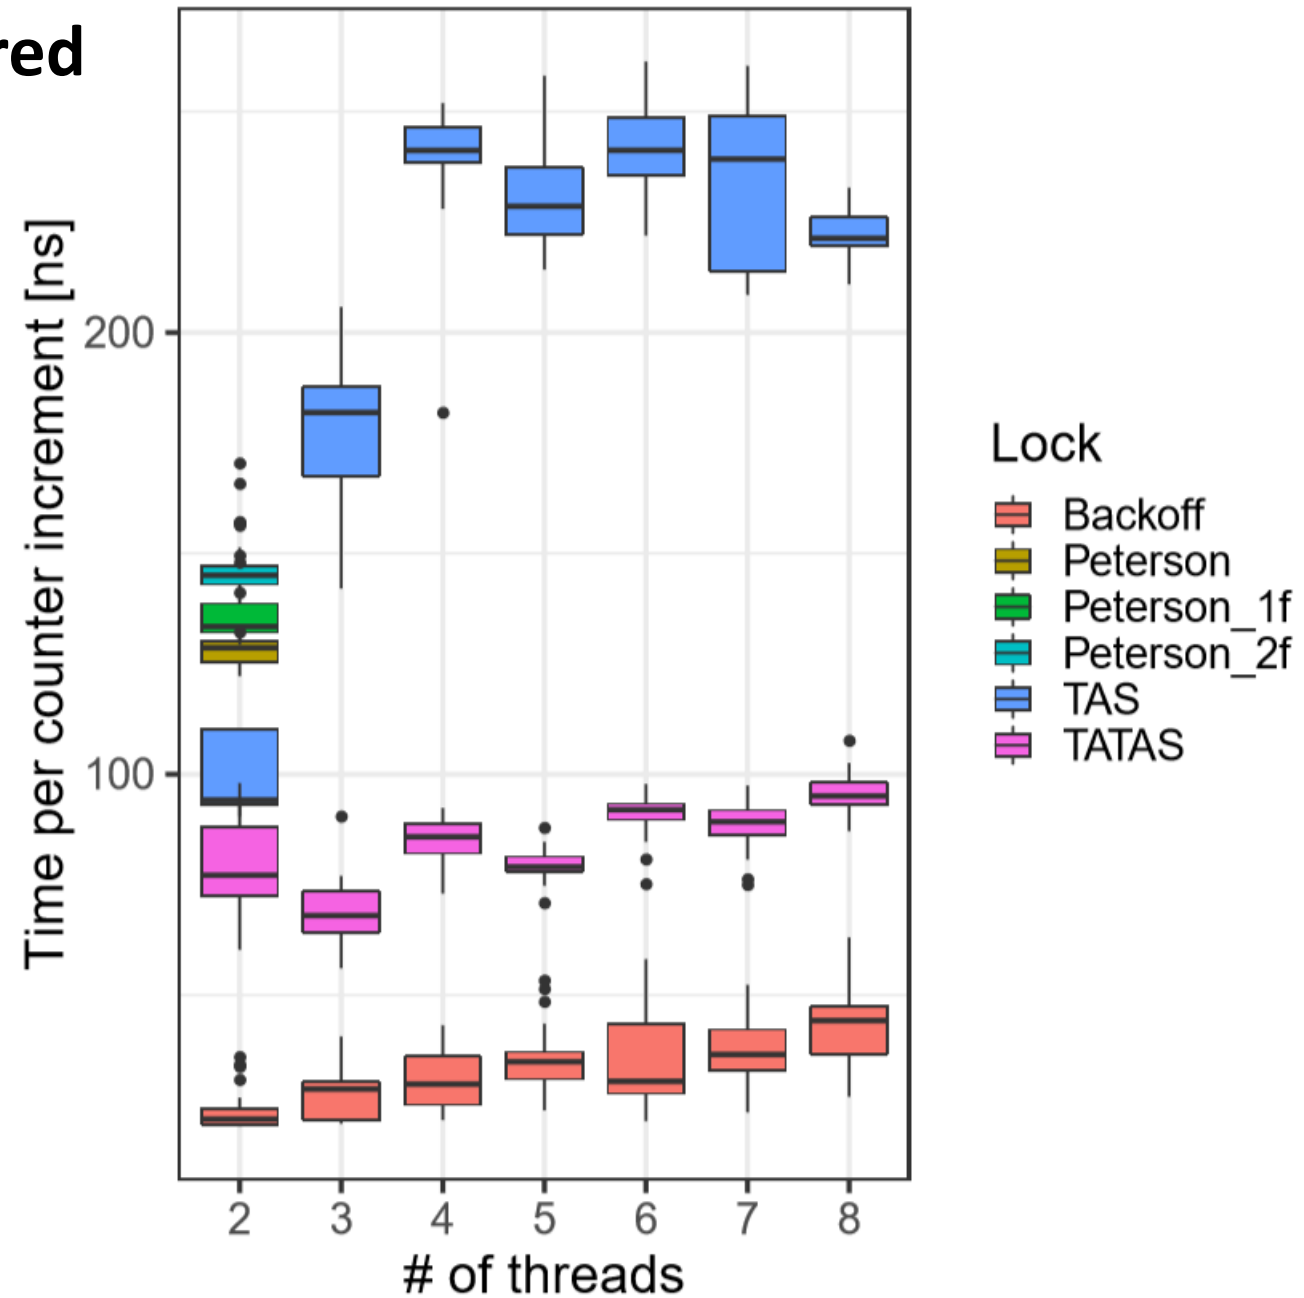 red
Time per counter increment [ns]
200
100
2 3 4 5 6 7 8
# of threads
Lock
Backoff
Peterson
Peterson_1f
Peterson_2f
TAS
TATAS